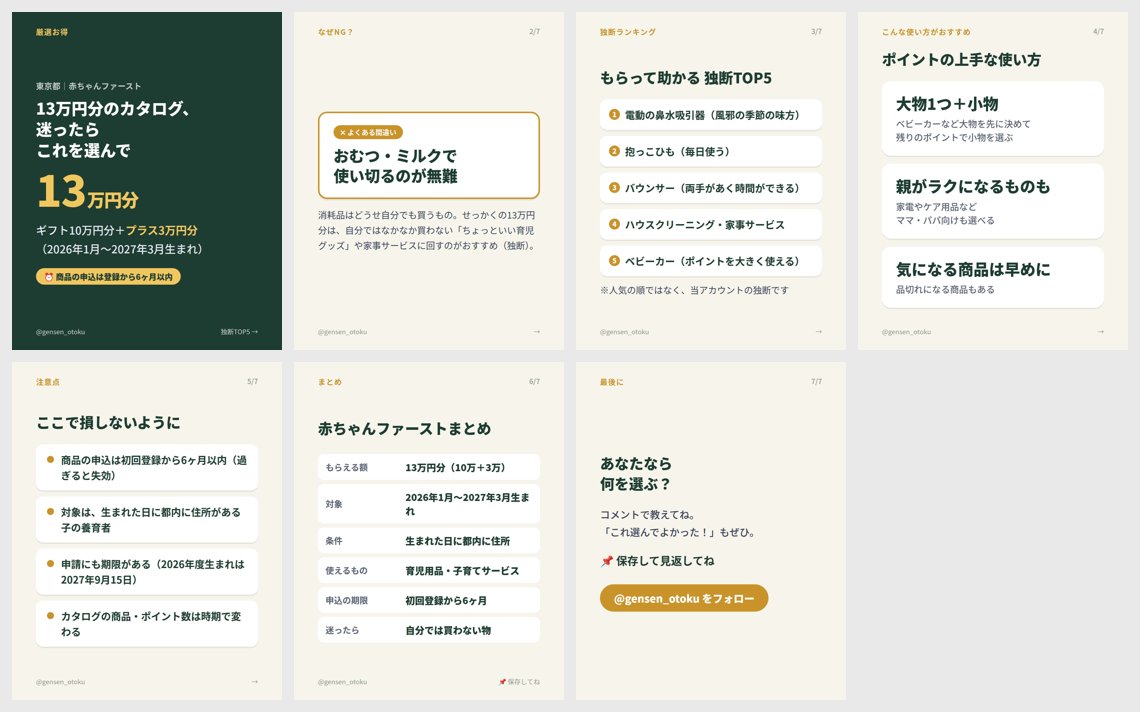 厳選お得
東京都｜赤ちゃんファースト
13万円分のカタログ、
迷ったら
これを選んで
13万円分
ギフト10万円分＋プラス3万円分
（2026年1月〜2027年3月生まれ）
⏰ 商品の申込は登録から6ヶ月以内
@gensen_otoku
独断TOP5 →
なぜNG？
2/7
× よくある間違い
おむつ・ミルクで
使い切るのが無難
消耗品はどうせ自分でも買うもの。せっかくの13万円
分は、自分ではなかなか買わない「ちょっといい育児
グッズ」や家事サービスに回すのがおすすめ（独断）。
@gensen_otoku
→
独断ランキング
3/7
もらって助かる 独断TOP5
1 電動の鼻水吸引器（風邪の季節の味方）
2 抱っこひも（毎日使う）
3 バウンサー（両手があく時間ができる）
4 ハウスクリーニング・家事サービス
5 ベビーカー（ポイントを大きく使える）
※人気の順ではなく、当アカウントの独断です
@gensen_otoku
→
こんな使い方がおすすめ
4/7
ポイントの上手な使い方
大物1つ＋小物
ベビーカーなど大物を先に決めて
残りのポイントで小物を選ぶ
親がラクになるものも
家電やケア用品など
ママ・パパ向けも選べる
気になる商品は早めに
品切れになる商品もある
@gensen_otoku
→
注意点
5/7
ここで損しないように
商品の申込は初回登録から6ヶ月以内（過
ぎると失効）
対象は、生まれた日に都内に住所がある
子の養育者
申請にも期限がある（2026年度生まれは
2027年9月15日）
カタログの商品・ポイント数は時期で変
わる
@gensen_otoku
→
まとめ
6/7
赤ちゃんファーストまとめ
もらえる額 13万円分（10万＋3万）
対象 2026年1月〜2027年3月生ま
れ
条件 生まれた日に都内に住所
使えるもの 育児用品・子育てサービス
申込の期限 初回登録から6ヶ月
迷ったら 自分では買わない物
@gensen_otoku
📌 保存してね
最後に
7/7
あなたなら
何を選ぶ？
コメントで教えてね。
「これ選んでよかった！」もぜひ。
📌 保存して見返してね
@gensen_otoku をフォロー